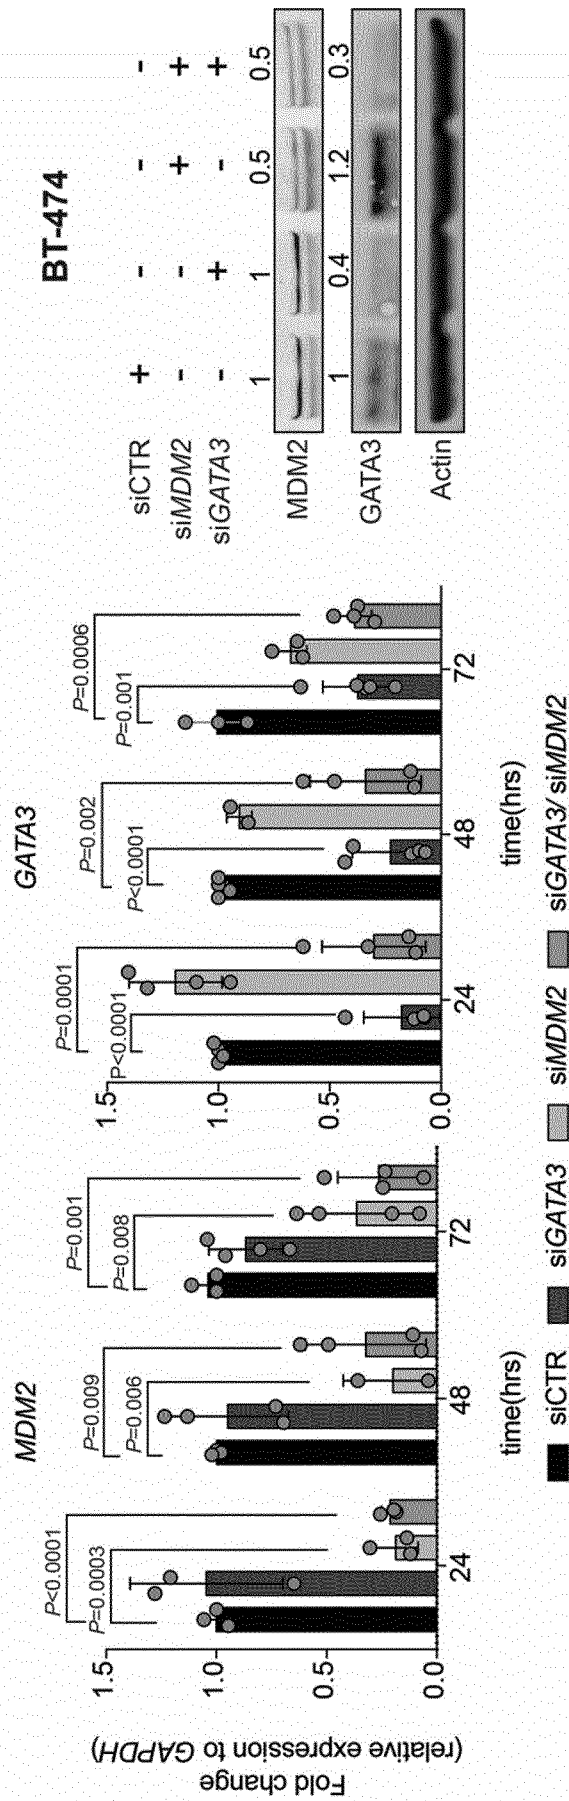 MDM2
Fold change
(relative expression to GAPDH)
1.5
1.0
0.5
0.0
P<0.0001
P=0.0003
P=0.009
P=0.006
P=0.001
P=0.008
24
48
72
time(hrs)
GATA3
1.5
1.0
0.5
0.0
P=0.0001
P<0.0001
P=0.002
P<0.0001
P=0.0006
P=0.001
24
48
72
time(hrs)
siCTR siGATA3 siMDM2 siGATA3/siMDM2
BT-474
siCTR + - - -
siMDM2 - - + +
siGATA3 - + - +
1 1 0.5 0.5
MDM2
1 0.4 1.2 0.3
GATA3
Actin